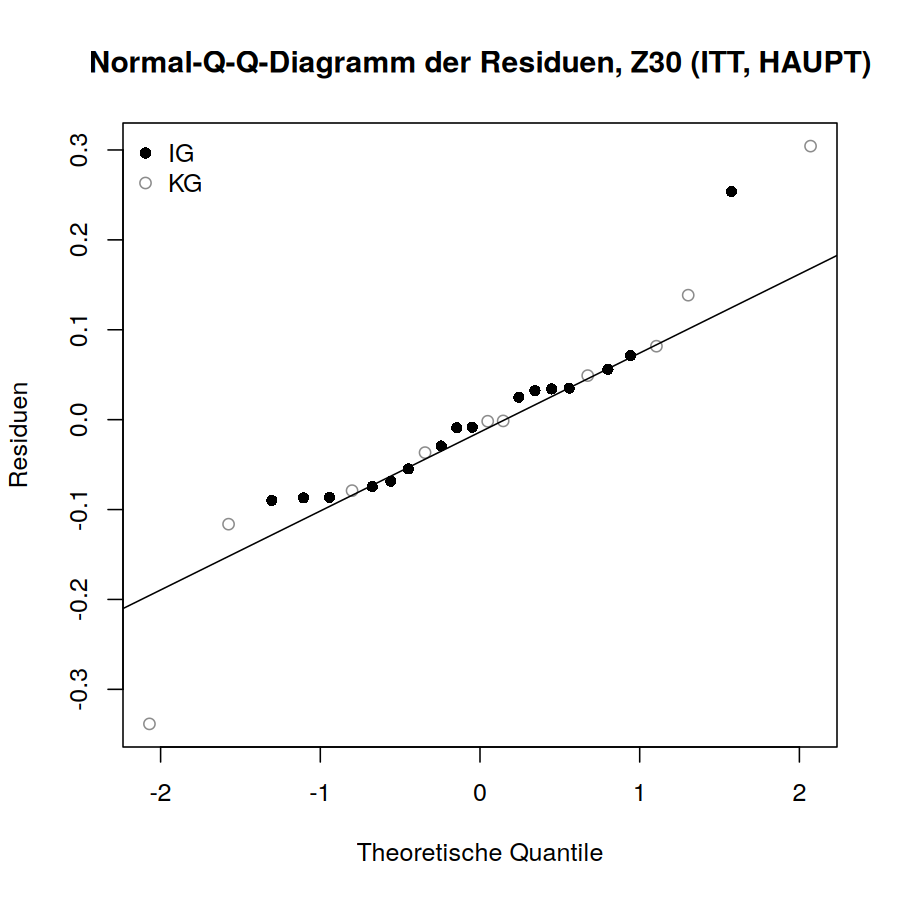 Normal-Q-Q-Diagramm der Residuen, Z30 (ITT, HAUPT)
IG
KG
0.3
0.2
0.1
0.0
-0.1
-0.2
-0.3
Residuen
-2
-1
0
1
2
Theoretische Quantile